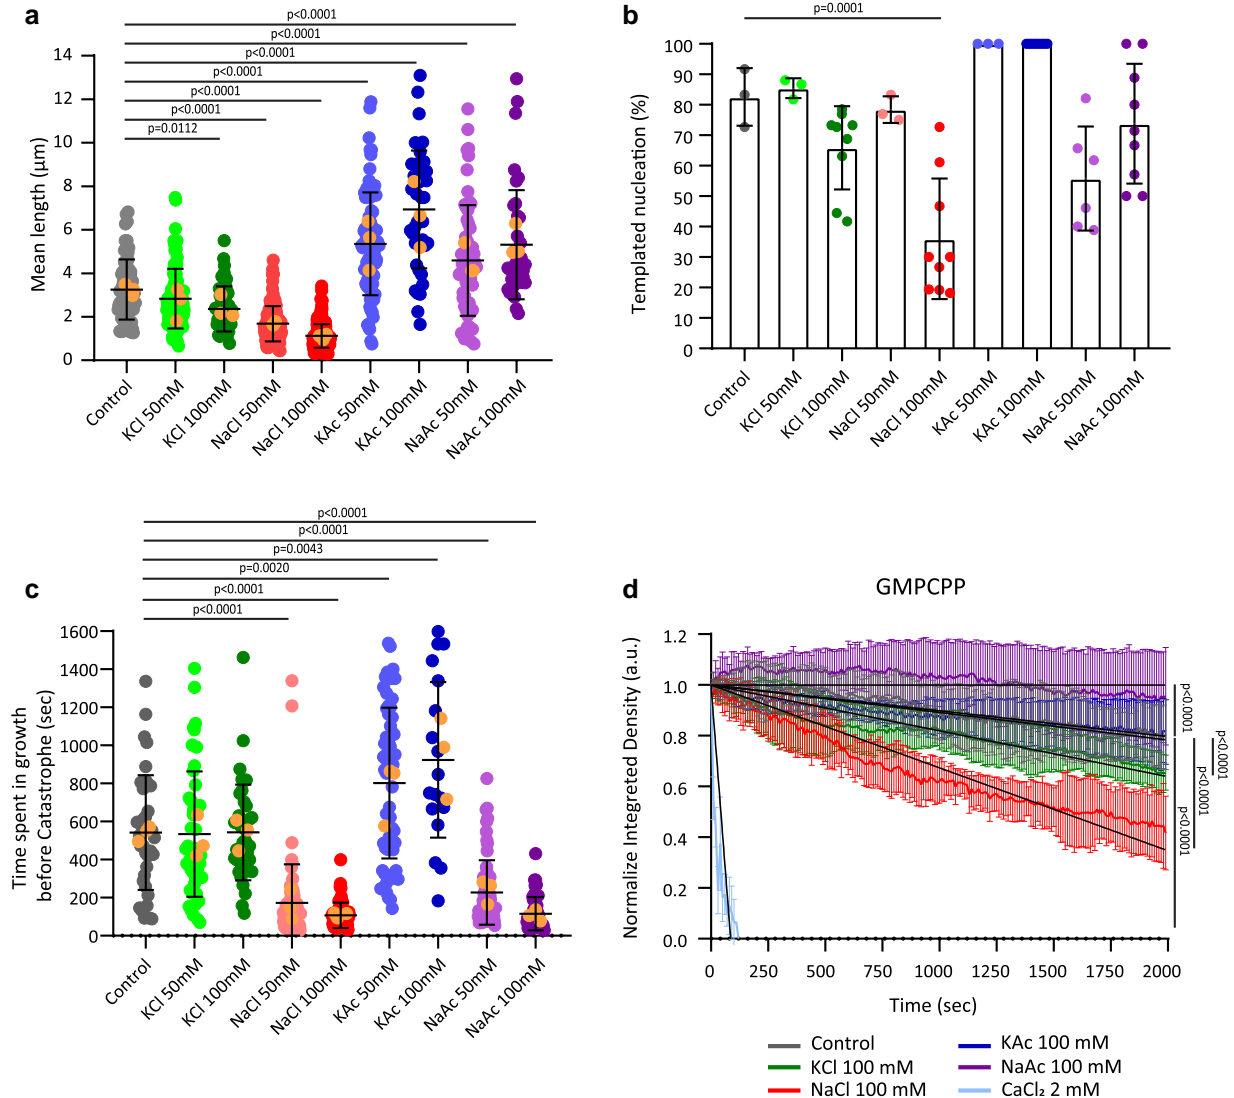 a
p<0.0001
p<0.0001
p<0.0001
p<0.0001
p<0.0001
p<0.0001
p=0.0112
Mean length (μm)
14
12
10
8
6
4
2
0
Control
KCl 50mM
KCl 100mM
NaCl 50mM
NaCl 100mM
KAc 50mM
KAc 100mM
NaAc 50mM
NaAc 100mM
b
p=0.0001
Templated nucleation (%)
100
90
80
70
60
50
40
30
20
10
0
Control
KCl 50mM
KCl 100mM
NaCl 50mM
NaCl 100mM
KAc 50mM
KAc 100mM
NaAc 50mM
NaAc 100mM
c
p<0.0001
p<0.0001
p=0.0043
p=0.0020
p<0.0001
p<0.0001
Time spent in growth
before Catastrophe (sec)
1600
1400
1200
1000
800
600
400
200
0
Control
KCl 50mM
KCl 100mM
NaCl 50mM
NaCl 100mM
KAc 50mM
KAc 100mM
NaAc 50mM
NaAc 100mM
d
GMPCPP
Normalize Integreted Density (a.u.)
1.2
1.0
0.8
0.6
0.4
0.2
0.0
0
250
500
750
1000
1250
1500
1750
2000
Time (sec)
p<0.0001
p<0.0001
p<0.0001
p<0.0001
Control
KCl 100 mM
NaCl 100 mM
KAc 100 mM
NaAc 100 mM
CaCl₂ 2 mM